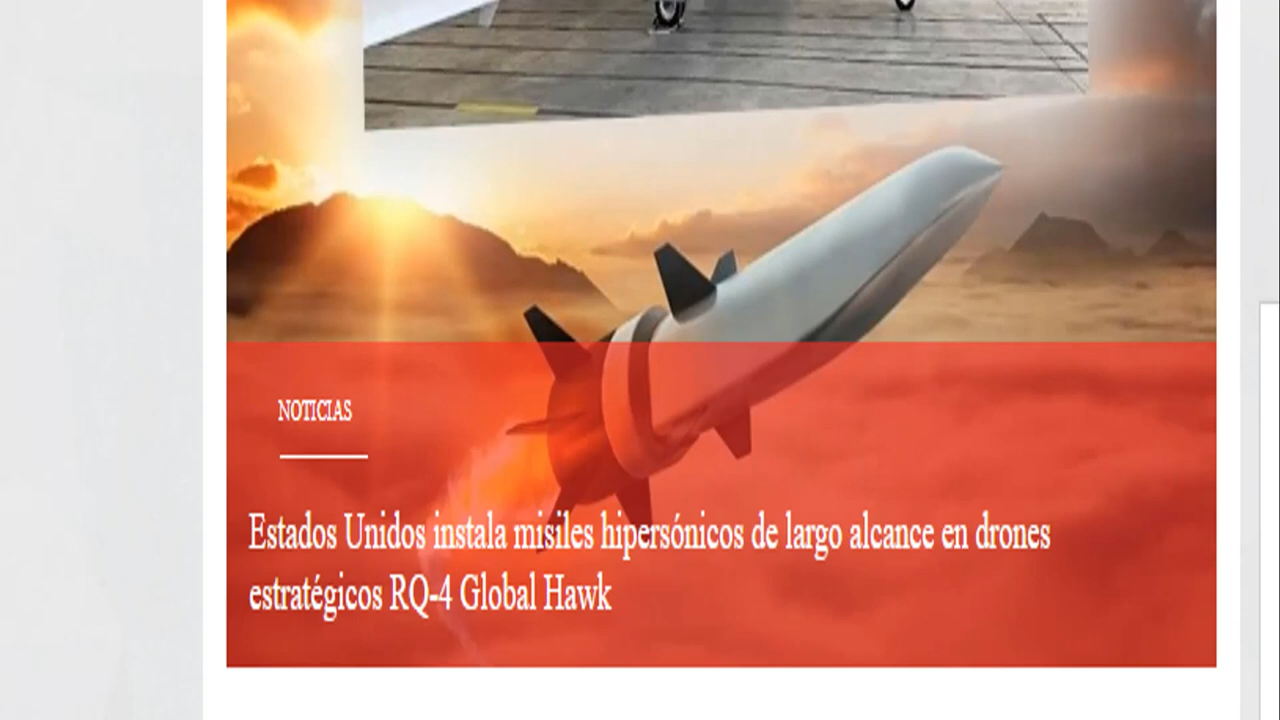 NOTICIAS
Estados Unidos instala misiles hipersónicos de largo alcance en drones
estratégicos RQ-4 Global Hawk